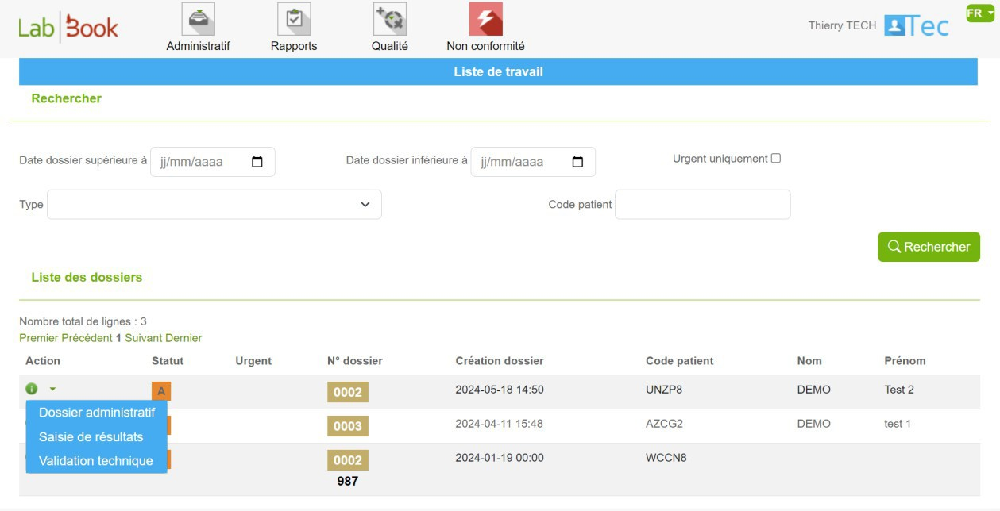 Lab Book
Administratif Rapports Qualité Non conformité
Thierry TECH Tec FR
Liste de travail
Rechercher
Date dossier supérieure à jj/mm/aaaa Date dossier inférieure à jj/mm/aaaa Urgent uniquement
Type Code patient
Rechercher
Liste des dossiers
Nombre total de lignes : 3
Premier Précédent 1 Suivant Dernier
Action Statut Urgent N° dossier Création dossier Code patient Nom Prénom
A 0002 2024-05-18 14:50 UNZP8 DEMO Test 2
Dossier administratif
0003 2024-04-11 15:48 AZCG2 DEMO test 1
Saisie de résultats
Validation technique 0002 2024-01-19 00:00 WCCN8
987